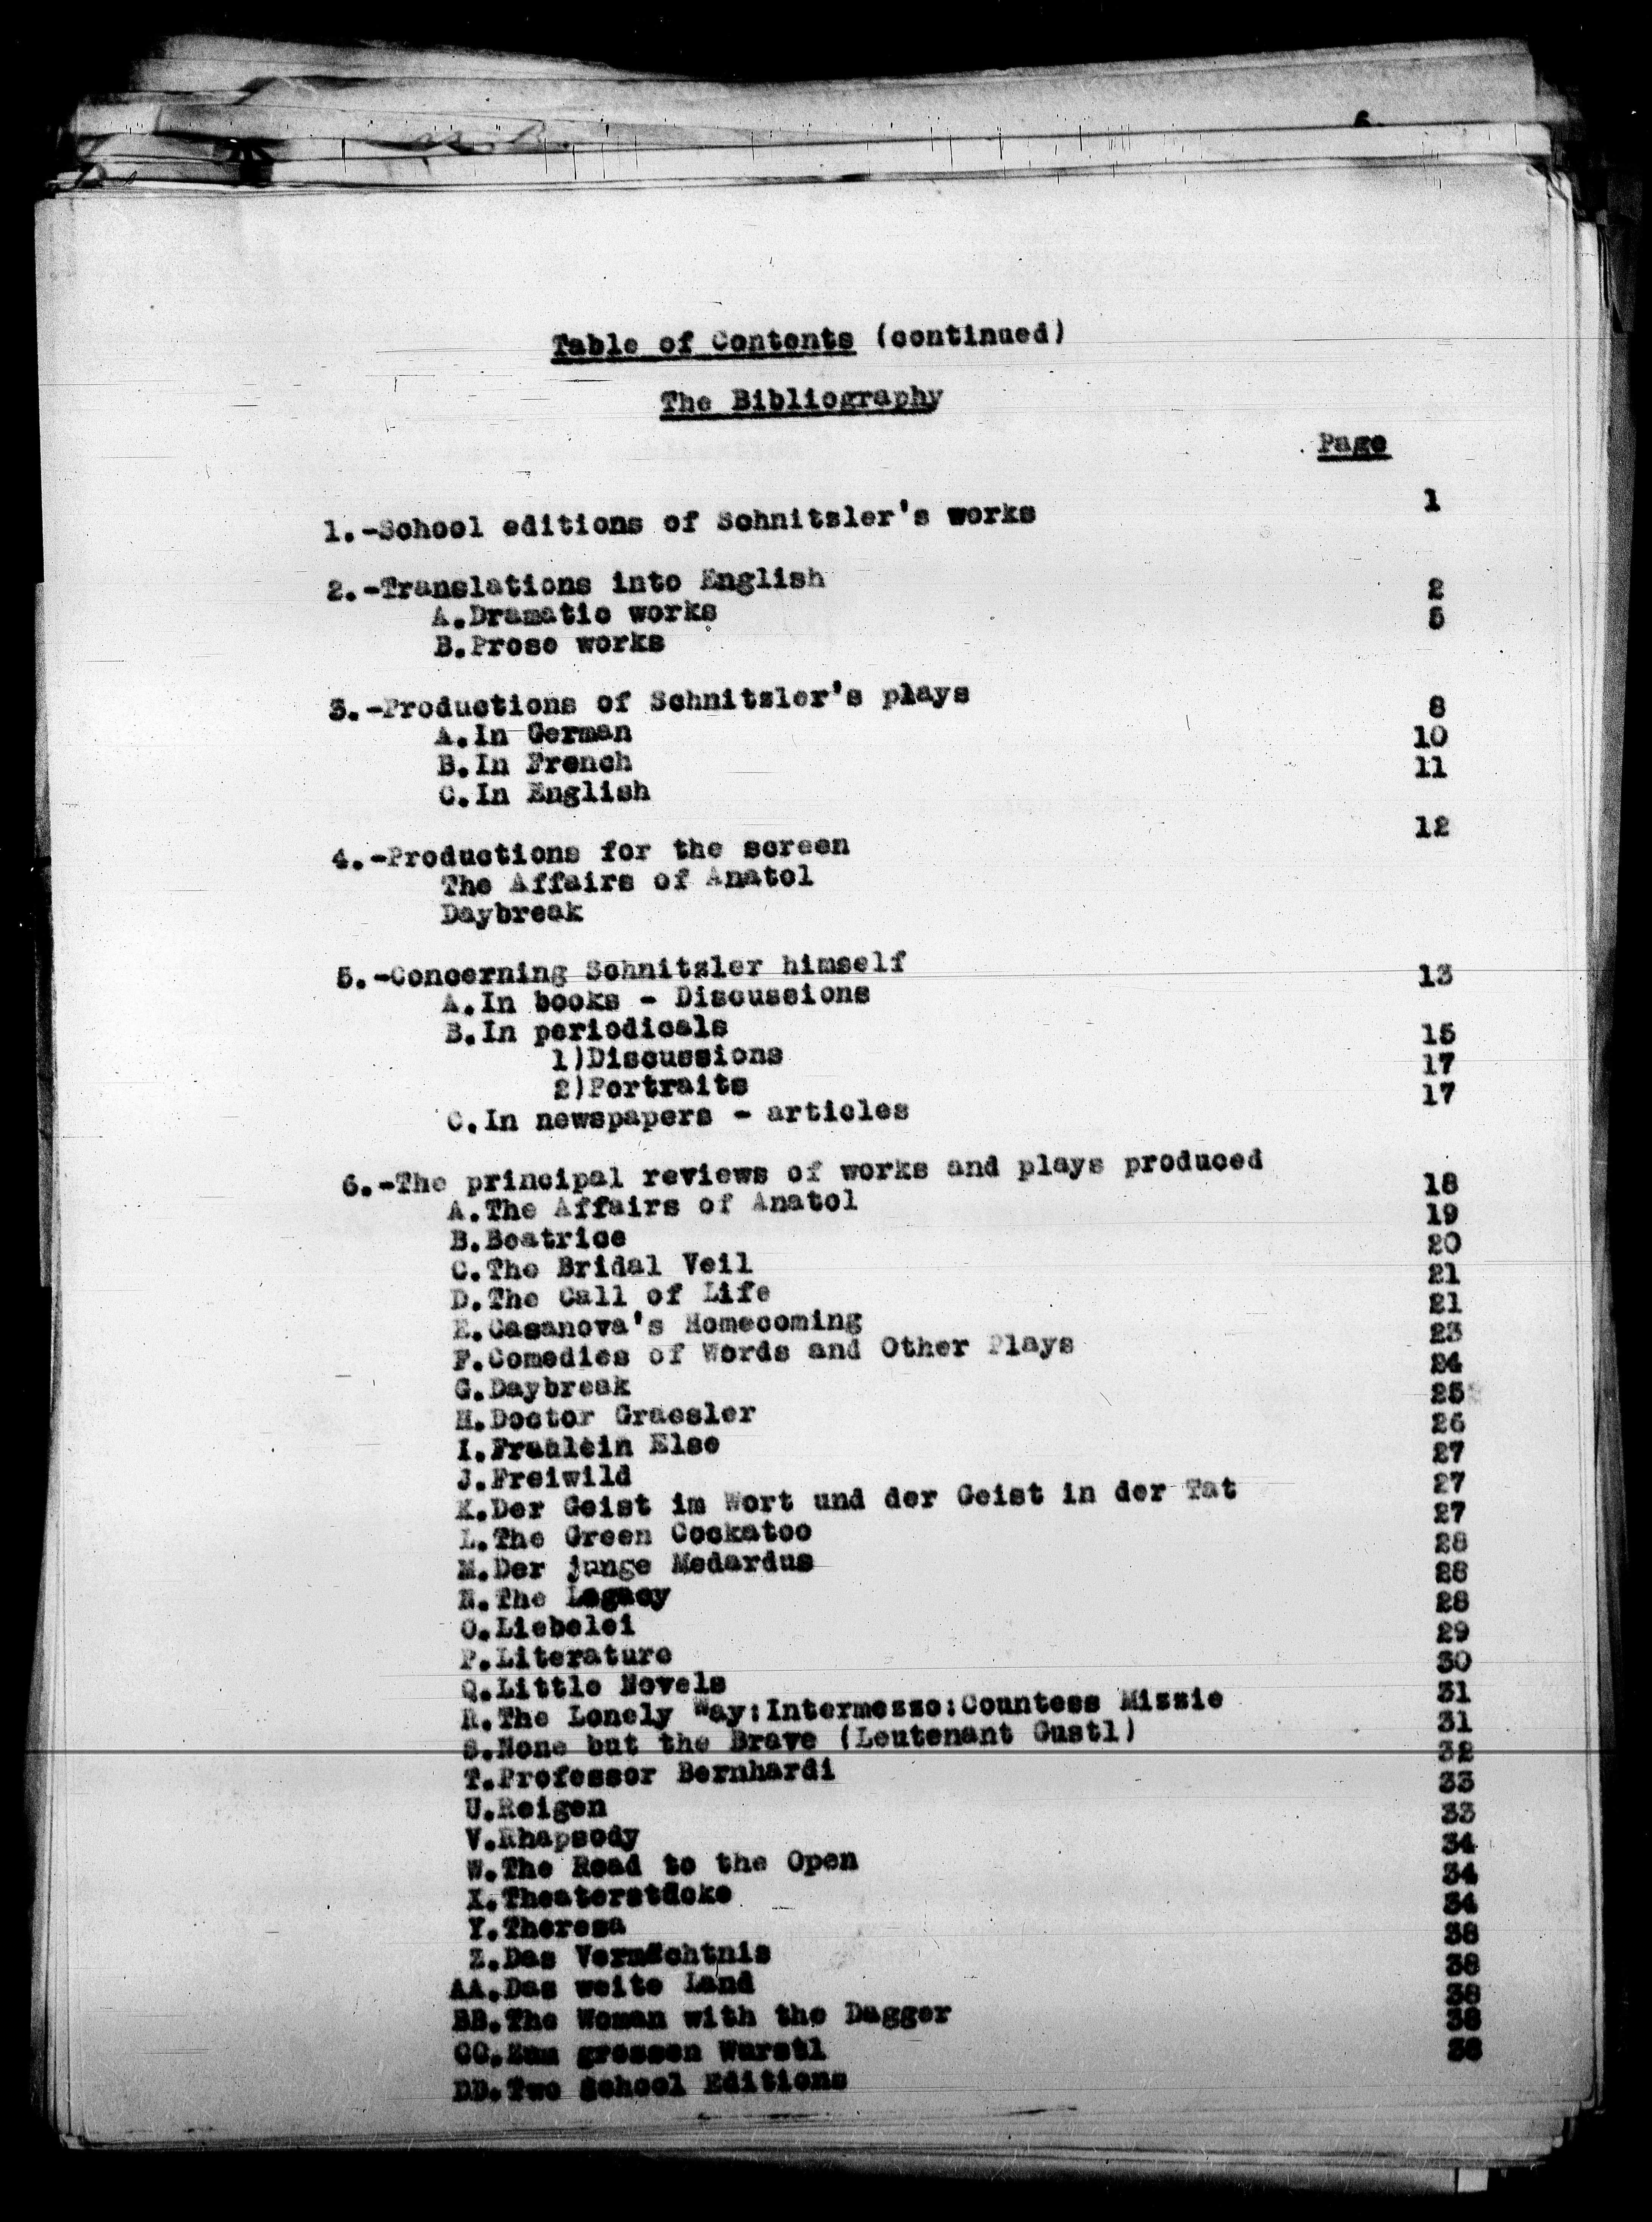 6.
Table of Contents (continued)
The Bibliography
Page
1.-School editions of Schnitzler's works 1
2.-Translations into English
A.Dramatic works 2
B.Prose works 5
3.-Productions of Schnitzler's plays
A.In German 8
B.In French 10
C.In English 11
4.-Productions for the screen 12
The Affairs of Anatol
Daybreak
5.-Concerning Schnitzler himself
A.In books - Discussions 13
B.In periodicals
1)Discussions 15
2)Portraits 17
C.In newspapers - articles 17
6.-The principal reviews of works and plays produced
A.The Affairs of Anatol 18
B.Beatrice 19
C.The Bridal Veil 20
D.The Call of Life 21
E.Casanova's Homecoming 21
F.Comedies of Words and Other Plays 23
G.Daybreak 24
H.Doctor Graesler 25
I.Fraulein Else 26
J.Freiwild 27
K.Der Geist im Wort und der Geist in der Tat 27
L.The Green Cockatoo 27
M.Der junge Medardus 28
N.The Legacy 28
O.Liebelei 28
P.Literature 29
Q.Little Novels 30
R.The Lonely Way:Intermezzo:Countess Mizzie 31
S.None but the Brave (Leutenant Gustl) 31
T.Professor Bernhardi 32
U.Reigen 33
V.Rhapsody 33
W.The Road to the Open 34
X.Theaterstücke 34
Y.Theresa 34
Z.Das Vermächtnis 38
AA.Das weite Land 38
BB.The Woman with the Dagger 38
CC.Zum grossen Wurstl 38
DD.Two School Editions 38